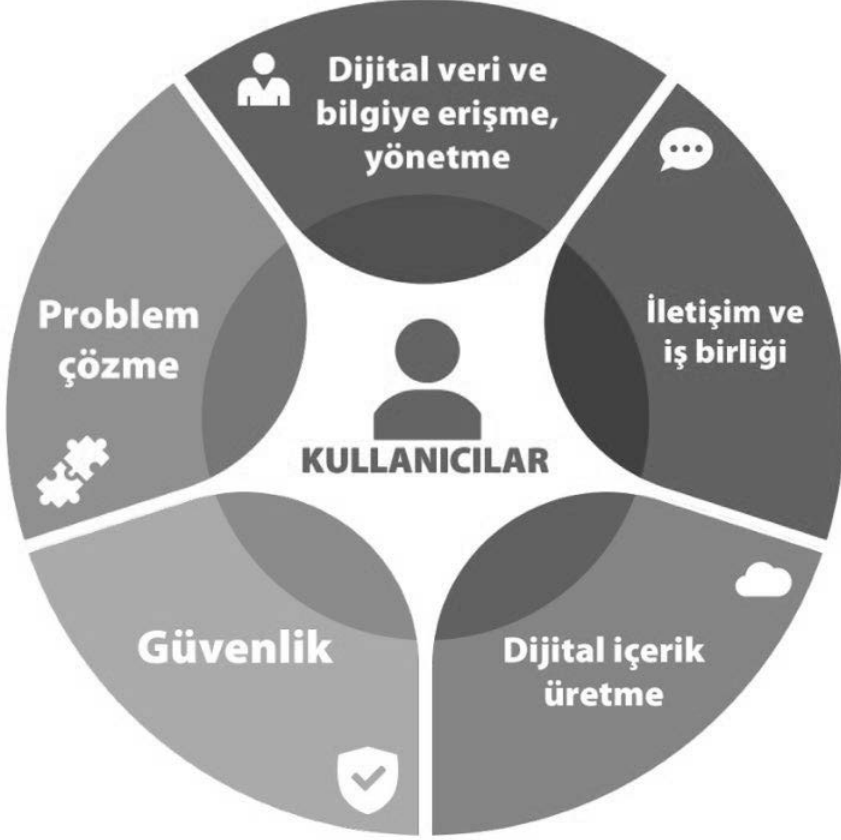 Dijital veri ve
bilgiye erişme,
yönetme
İletişim ve
iş birliği
Dijital içerik
üretme
Güvenlik
Problem
çözme
KULLANICILAR